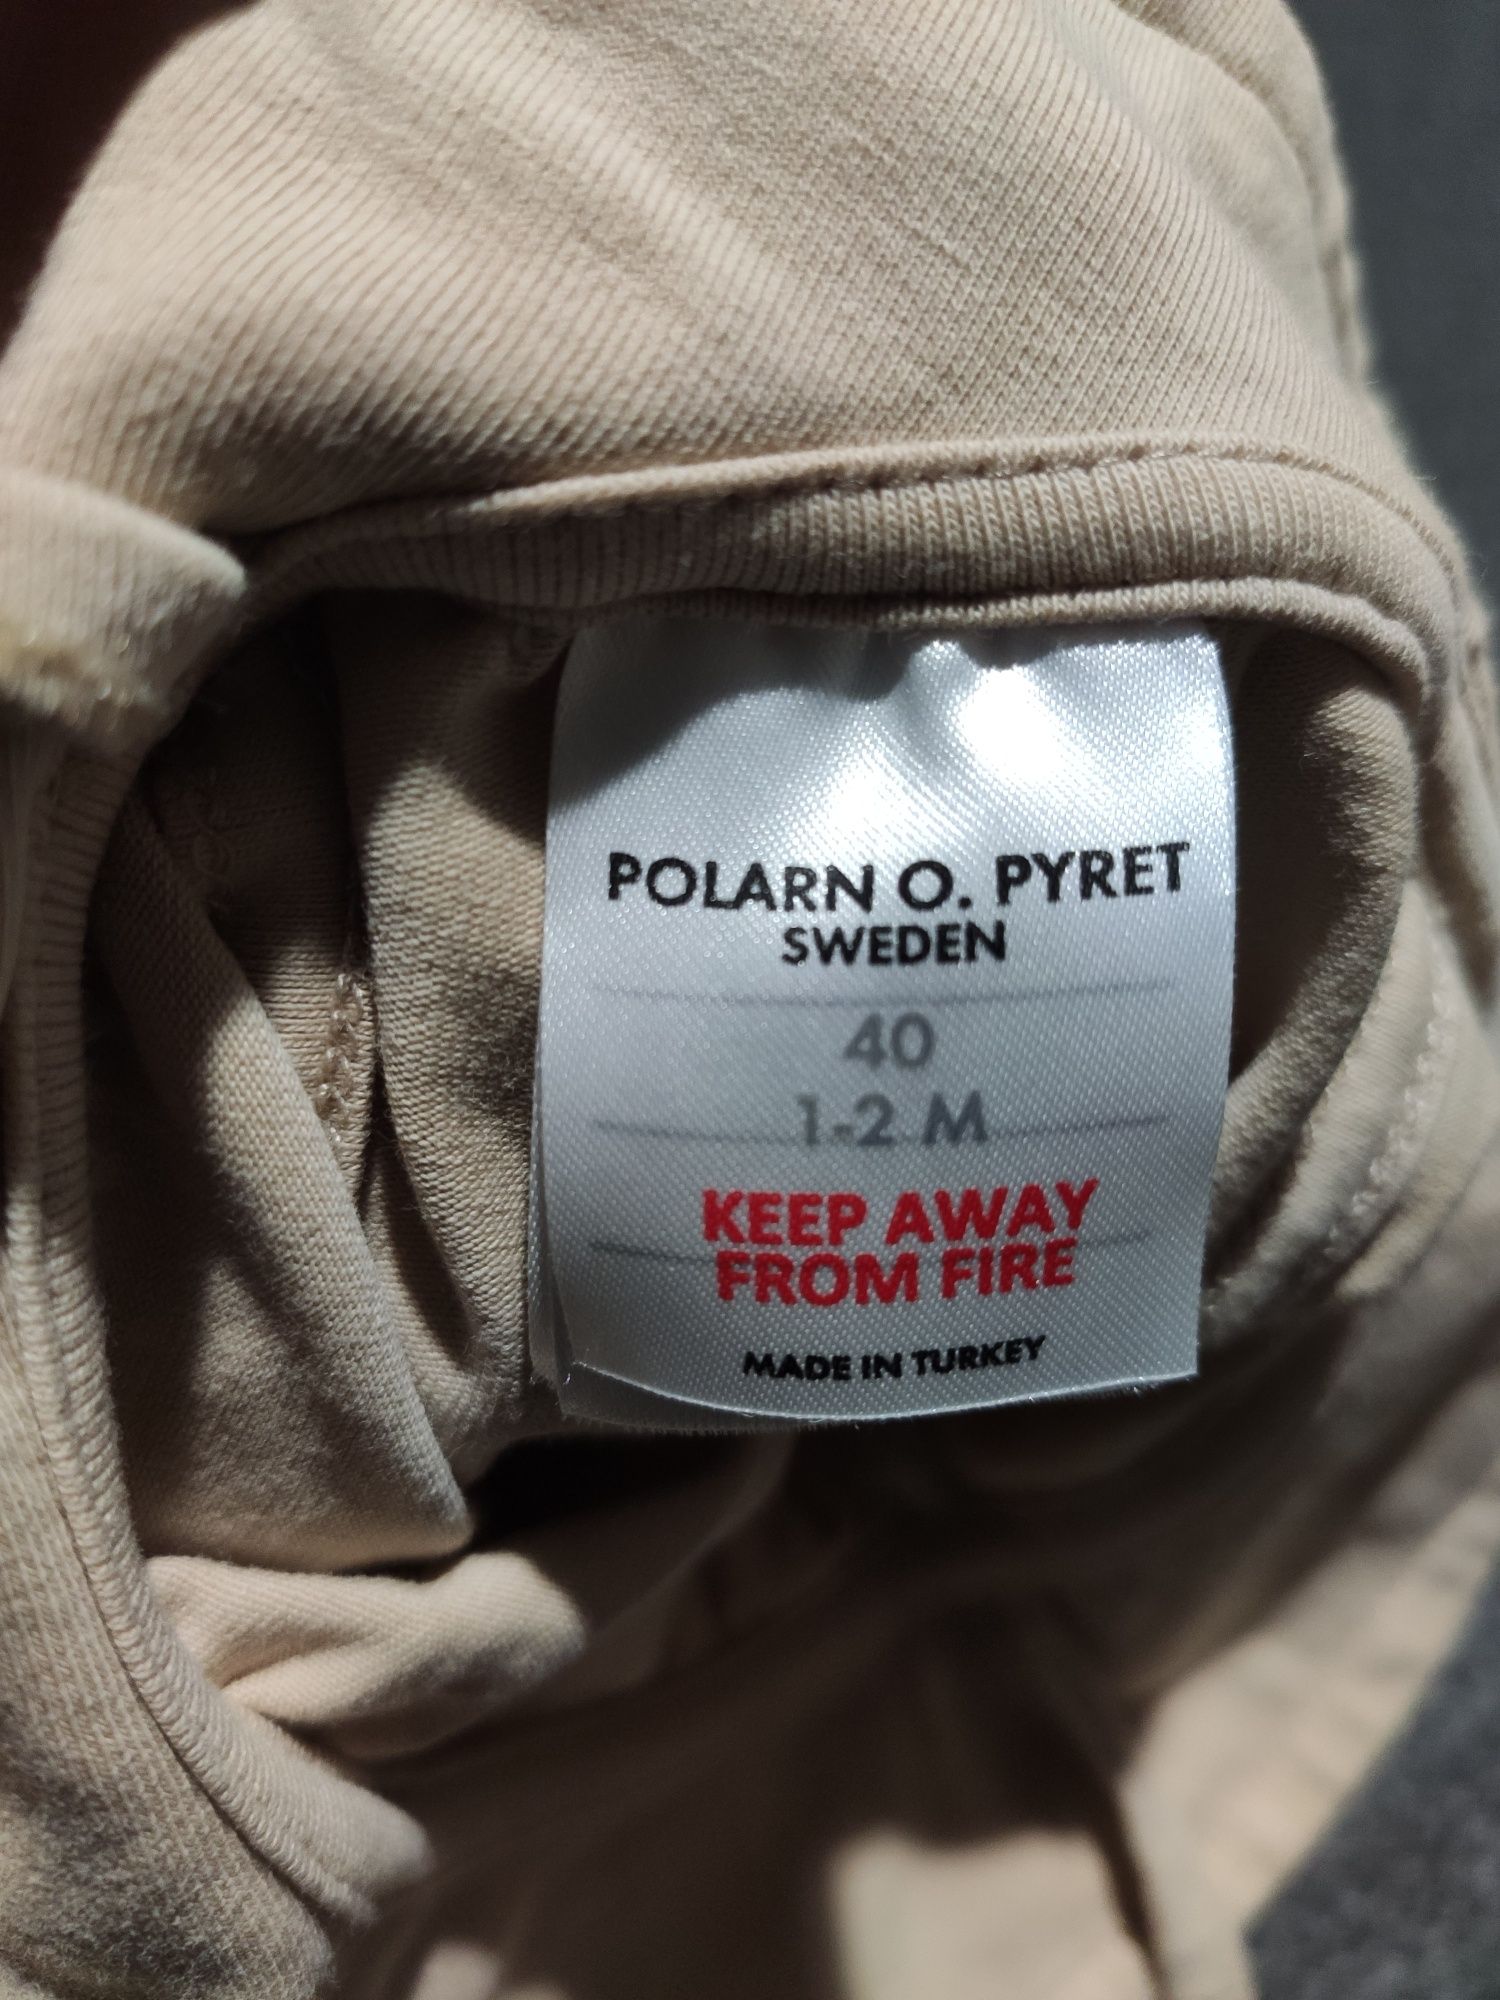 POLARN O. PYRET
SWEDEN
40
1-2 M
KEEP AWAY
FROM FIRE
MADE IN TURKEY